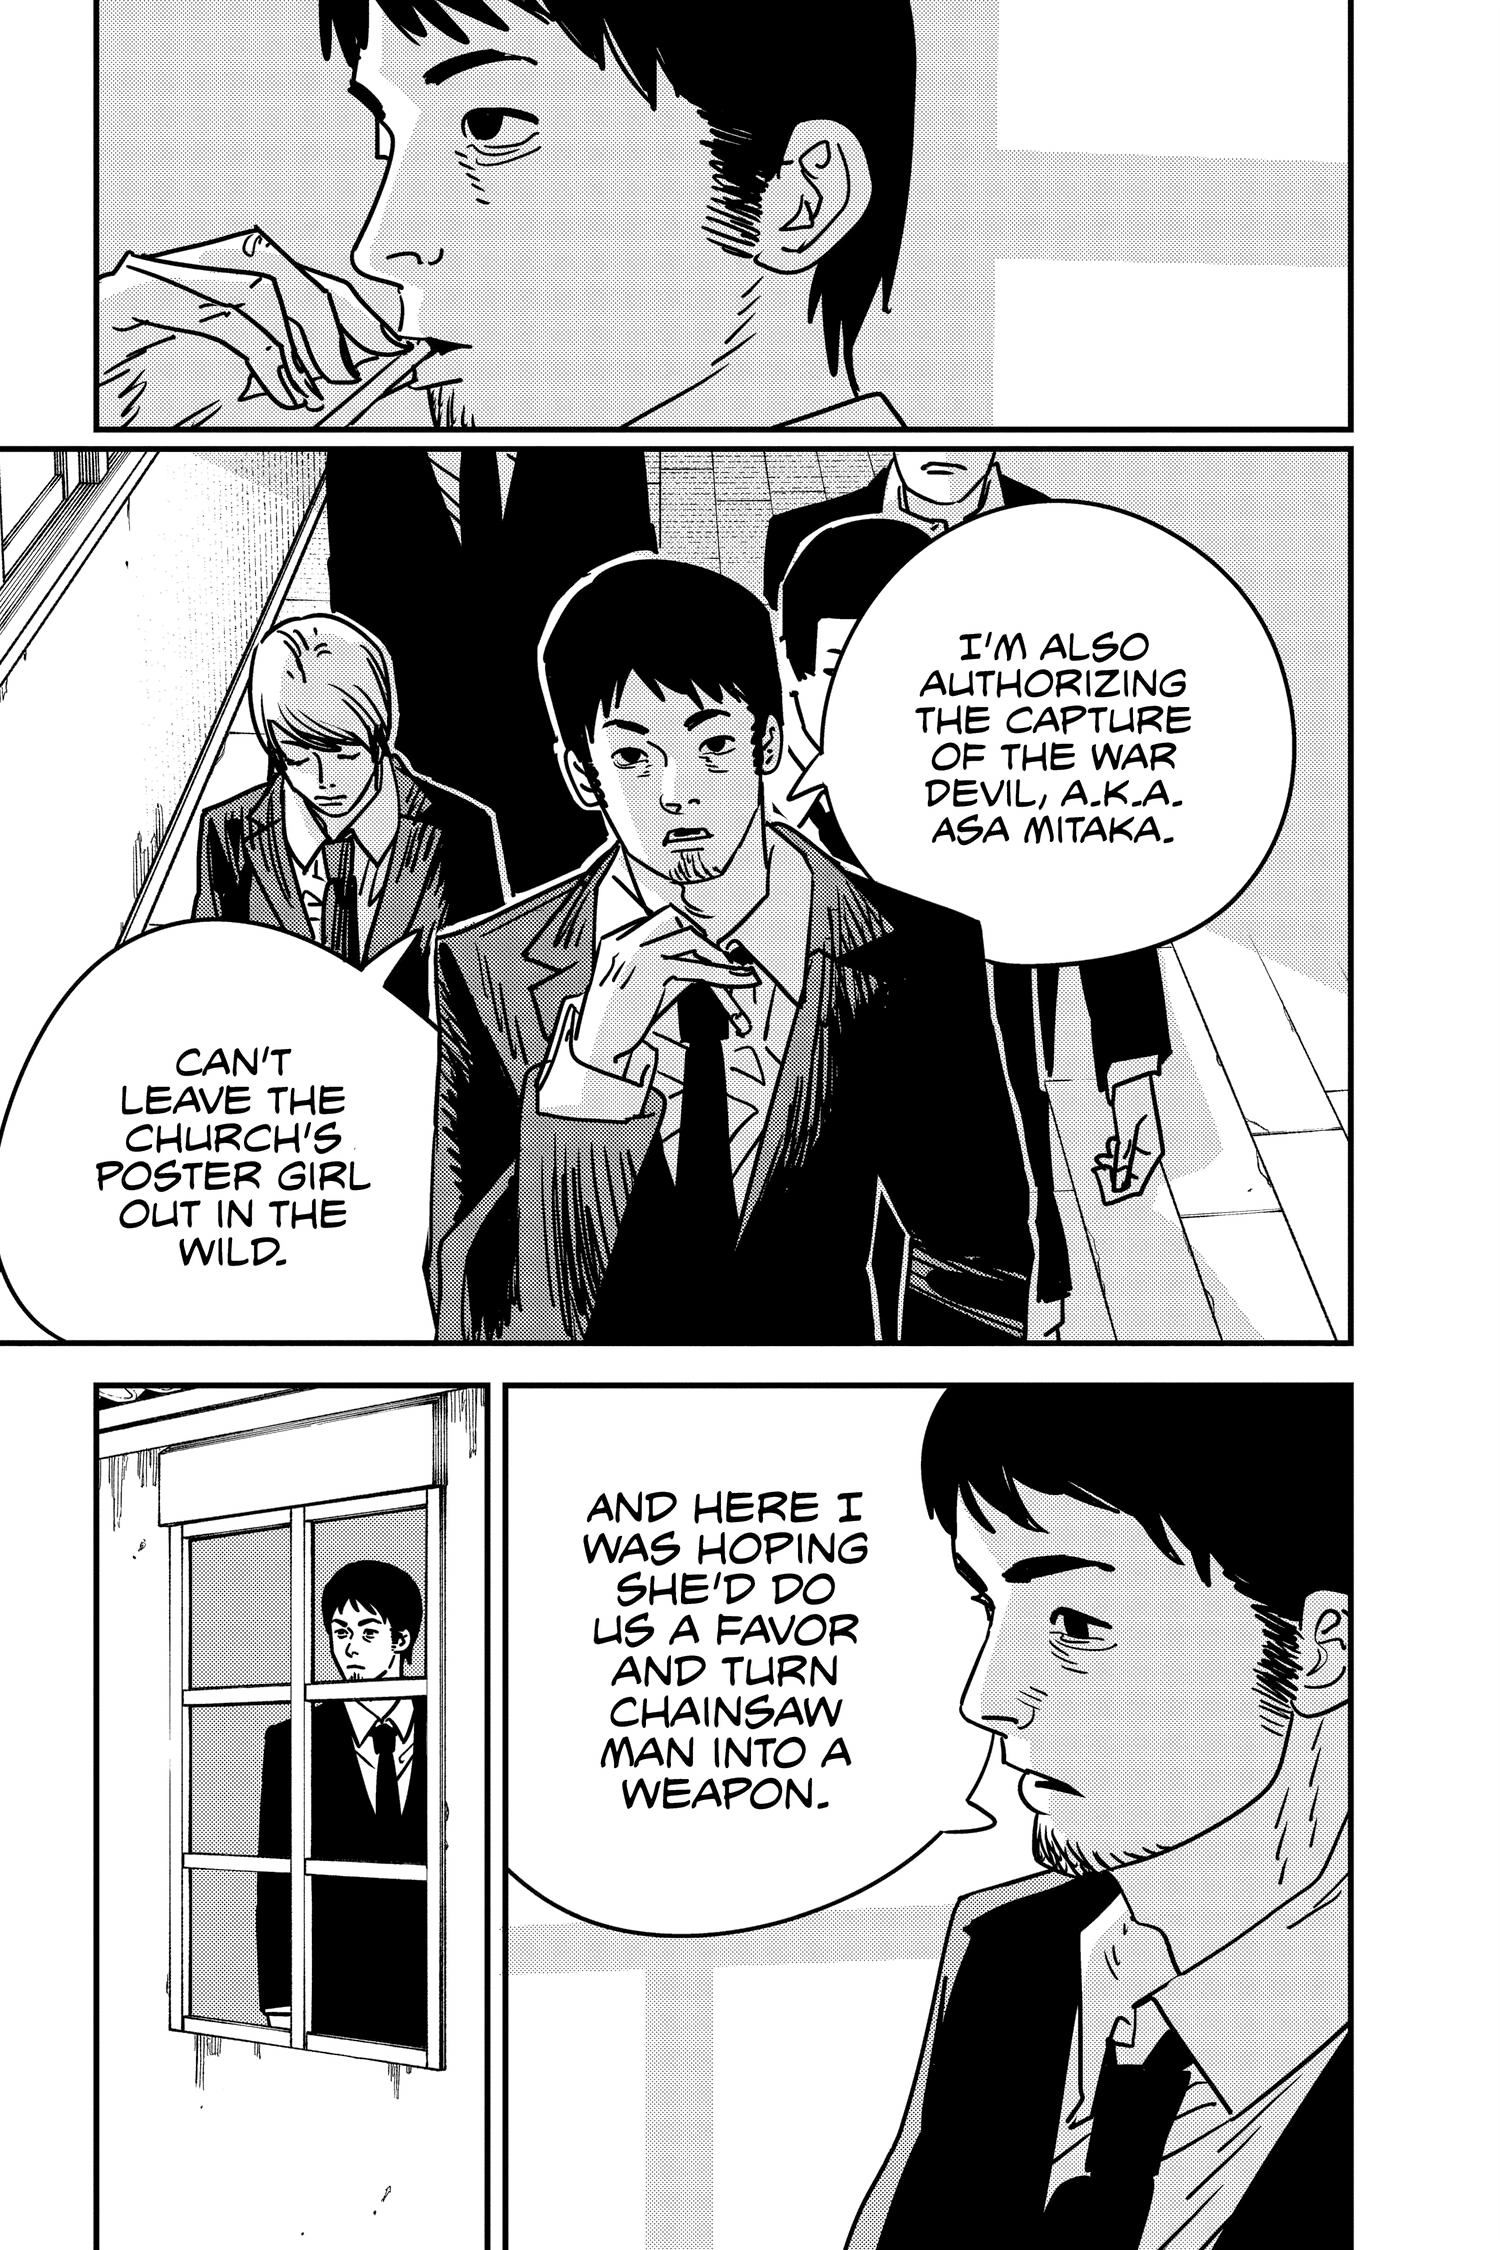 I'M ALSO
AUTHORIZING
THE CAPTURE
OF THE WAR
DEVIL, A.K.A.
ASA MITAKA.
CAN'T
LEAVE THE
CHURCH'S
POSTER GIRL
OUT IN THE
WILD.
AND HERE I
WAS HOPING
SHE'D DO
US A FAVOR
AND TURN
CHAINSAW
MAN INTO A
WEAPON.